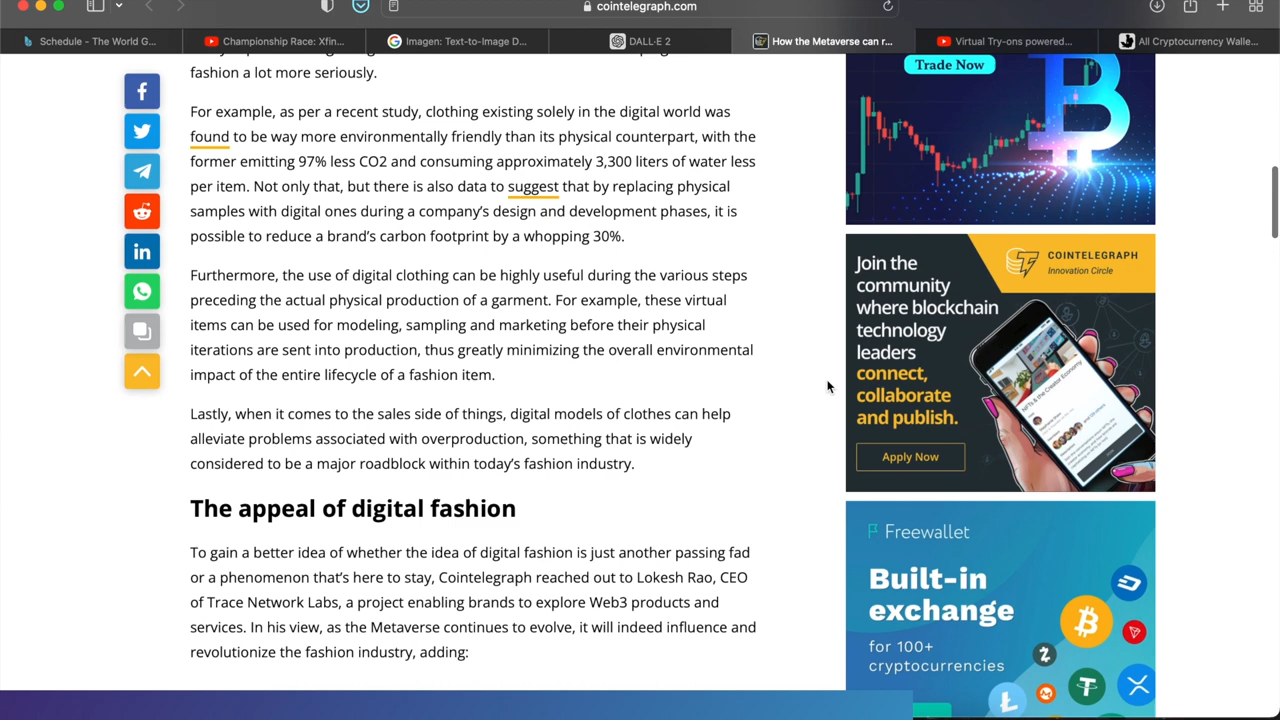 cointelegraph.com
Schedule - The World G...
Championship Race: Xfin...
Imagen: Text-to-Image D...
DALL·E 2
How the Metaverse can r...
Virtual Try-ons powered...
All Cryptocurrency Walle...
fashion a lot more seriously.
For example, as per a recent study, clothing existing solely in the digital world was
found to be way more environmentally friendly than its physical counterpart, with the
former emitting 97% less CO2 and consuming approximately 3,300 liters of water less
per item. Not only that, but there is also data to suggest that by replacing physical
samples with digital ones during a company's design and development phases, it is
possible to reduce a brand's carbon footprint by a whopping 30%.
Furthermore, the use of digital clothing can be highly useful during the various steps
preceding the actual physical production of a garment. For example, these virtual
items can be used for modeling, sampling and marketing before their physical
iterations are sent into production, thus greatly minimizing the overall environmental
impact of the entire lifecycle of a fashion item.
Lastly, when it comes to the sales side of things, digital models of clothes can help
alleviate problems associated with overproduction, something that is widely
considered to be a major roadblock within today's fashion industry.
The appeal of digital fashion
To gain a better idea of whether the idea of digital fashion is just another passing fad
or a phenomenon that's here to stay, Cointelegraph reached out to Lokesh Rao, CEO
of Trace Network Labs, a project enabling brands to explore Web3 products and
services. In his view, as the Metaverse continues to evolve, it will indeed influence and
revolutionize the fashion industry, adding:
Trade Now
COINTELEGRAPH
Innovation Circle
Join the
community
where blockchain
technology
leaders
connect,
collaborate
and publish.
Apply Now
NFTs & the Creator Economy
Freewallet
Built-in
exchange
for 100+
cryptocurrencies